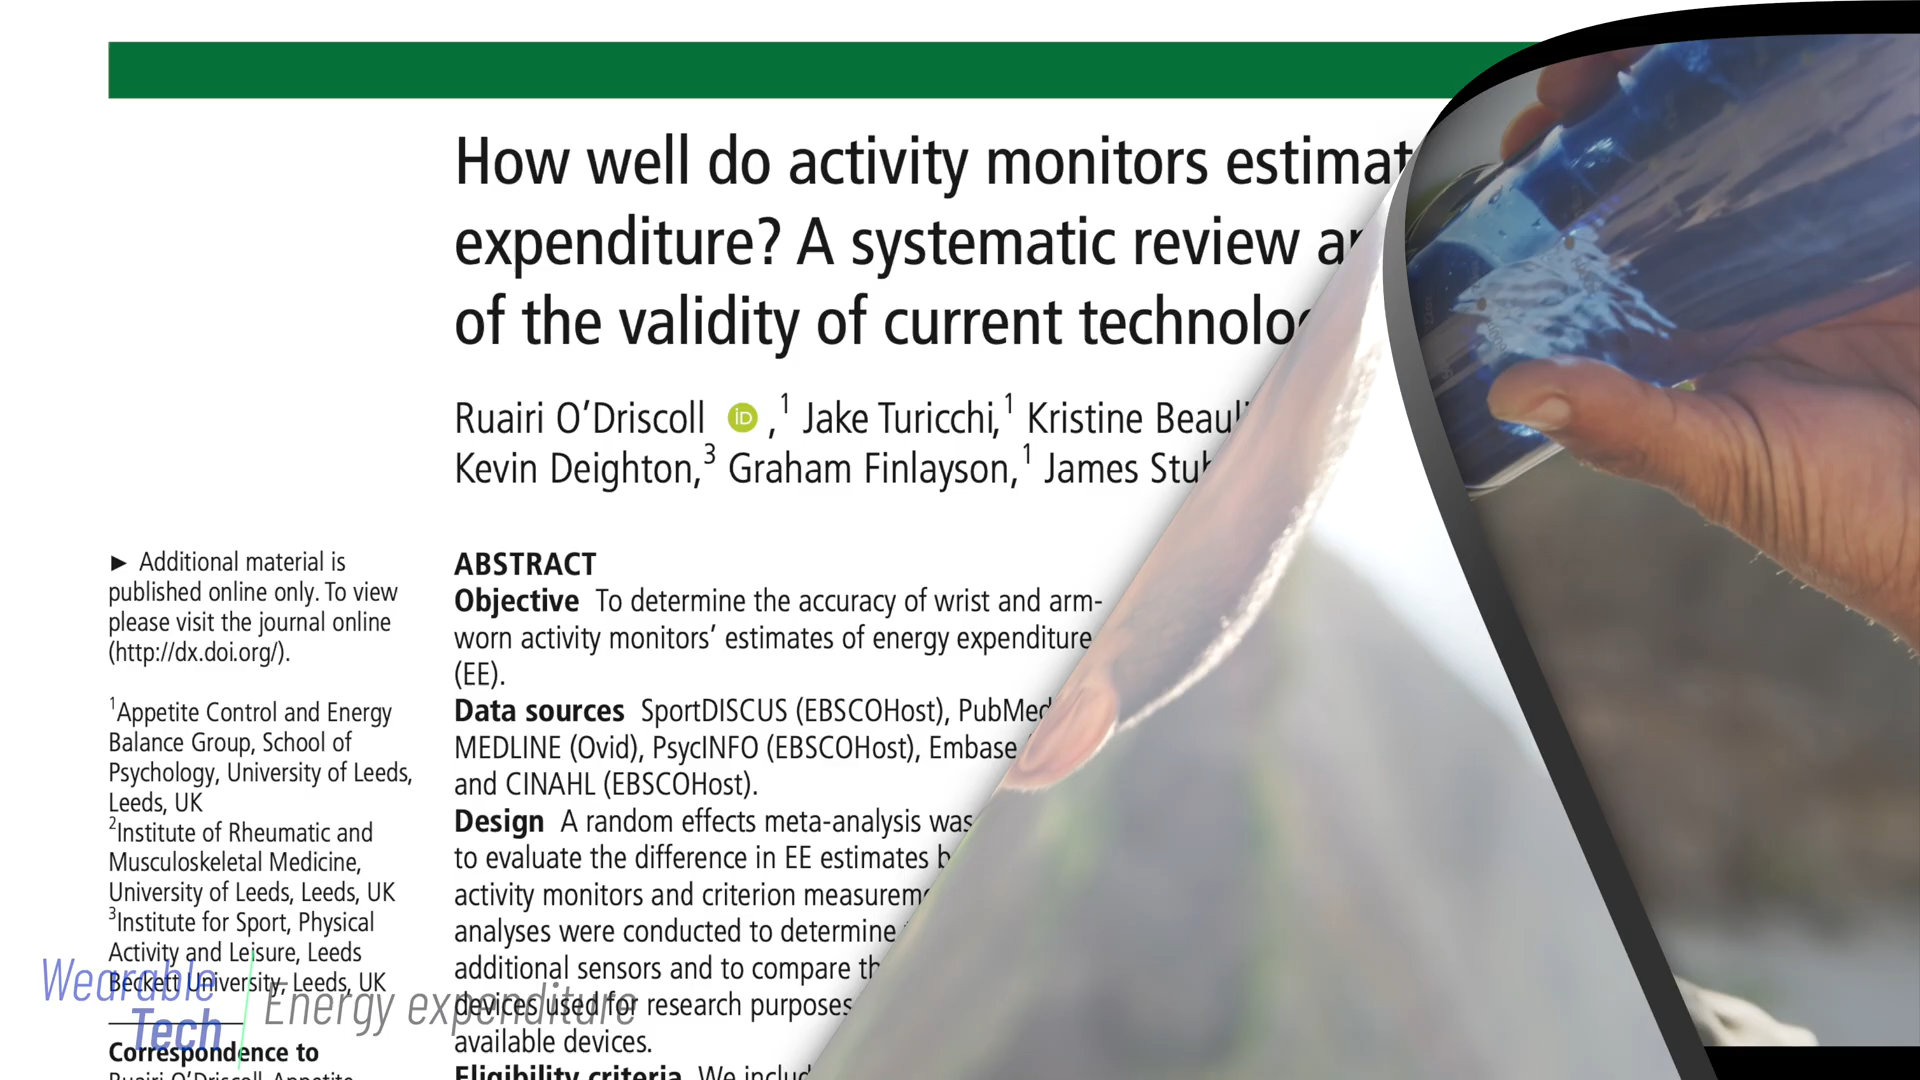 How well do activity monitors estimat
expenditure? A systematic review
of the validity of current
Ruairi O’Driscoll iD ,1 Jake Turicchi,1 Kristine
Kevin Deighton,3 Graham Finlayson,1 James
► Additional material is
published online only. To view
please visit the journal online
(http://dx.doi.org/).
1Appetite Control and Energy
Balance Group, School of
Psychology, University of Leeds,
Leeds, UK
2Institute of Rheumatic and
Musculoskeletal Medicine,
University of Leeds, Leeds, UK
3Institute for Sport, Physical
Activity and Leisure, Leeds
Beckett University, Leeds, UK
Correspondence to
ABSTRACT
Objective To determine the accuracy of wrist and arm-
worn activity monitors’ estimates of energy expenditure
(EE).
Data sources SportDISCUS (EBSCOHost), PubMed
MEDLINE (Ovid), PsycINFO (EBSCOHost), Embase
and CINAHL (EBSCOHost).
Design A random effects meta-analysis was
to evaluate the difference in EE estimates
activity monitors and criterion
analyses were conducted to determine
additional sensors and to compare
devices used for research purposes
available devices.
Eligibility criteria We
Wearable
Tech
Energy expenditure